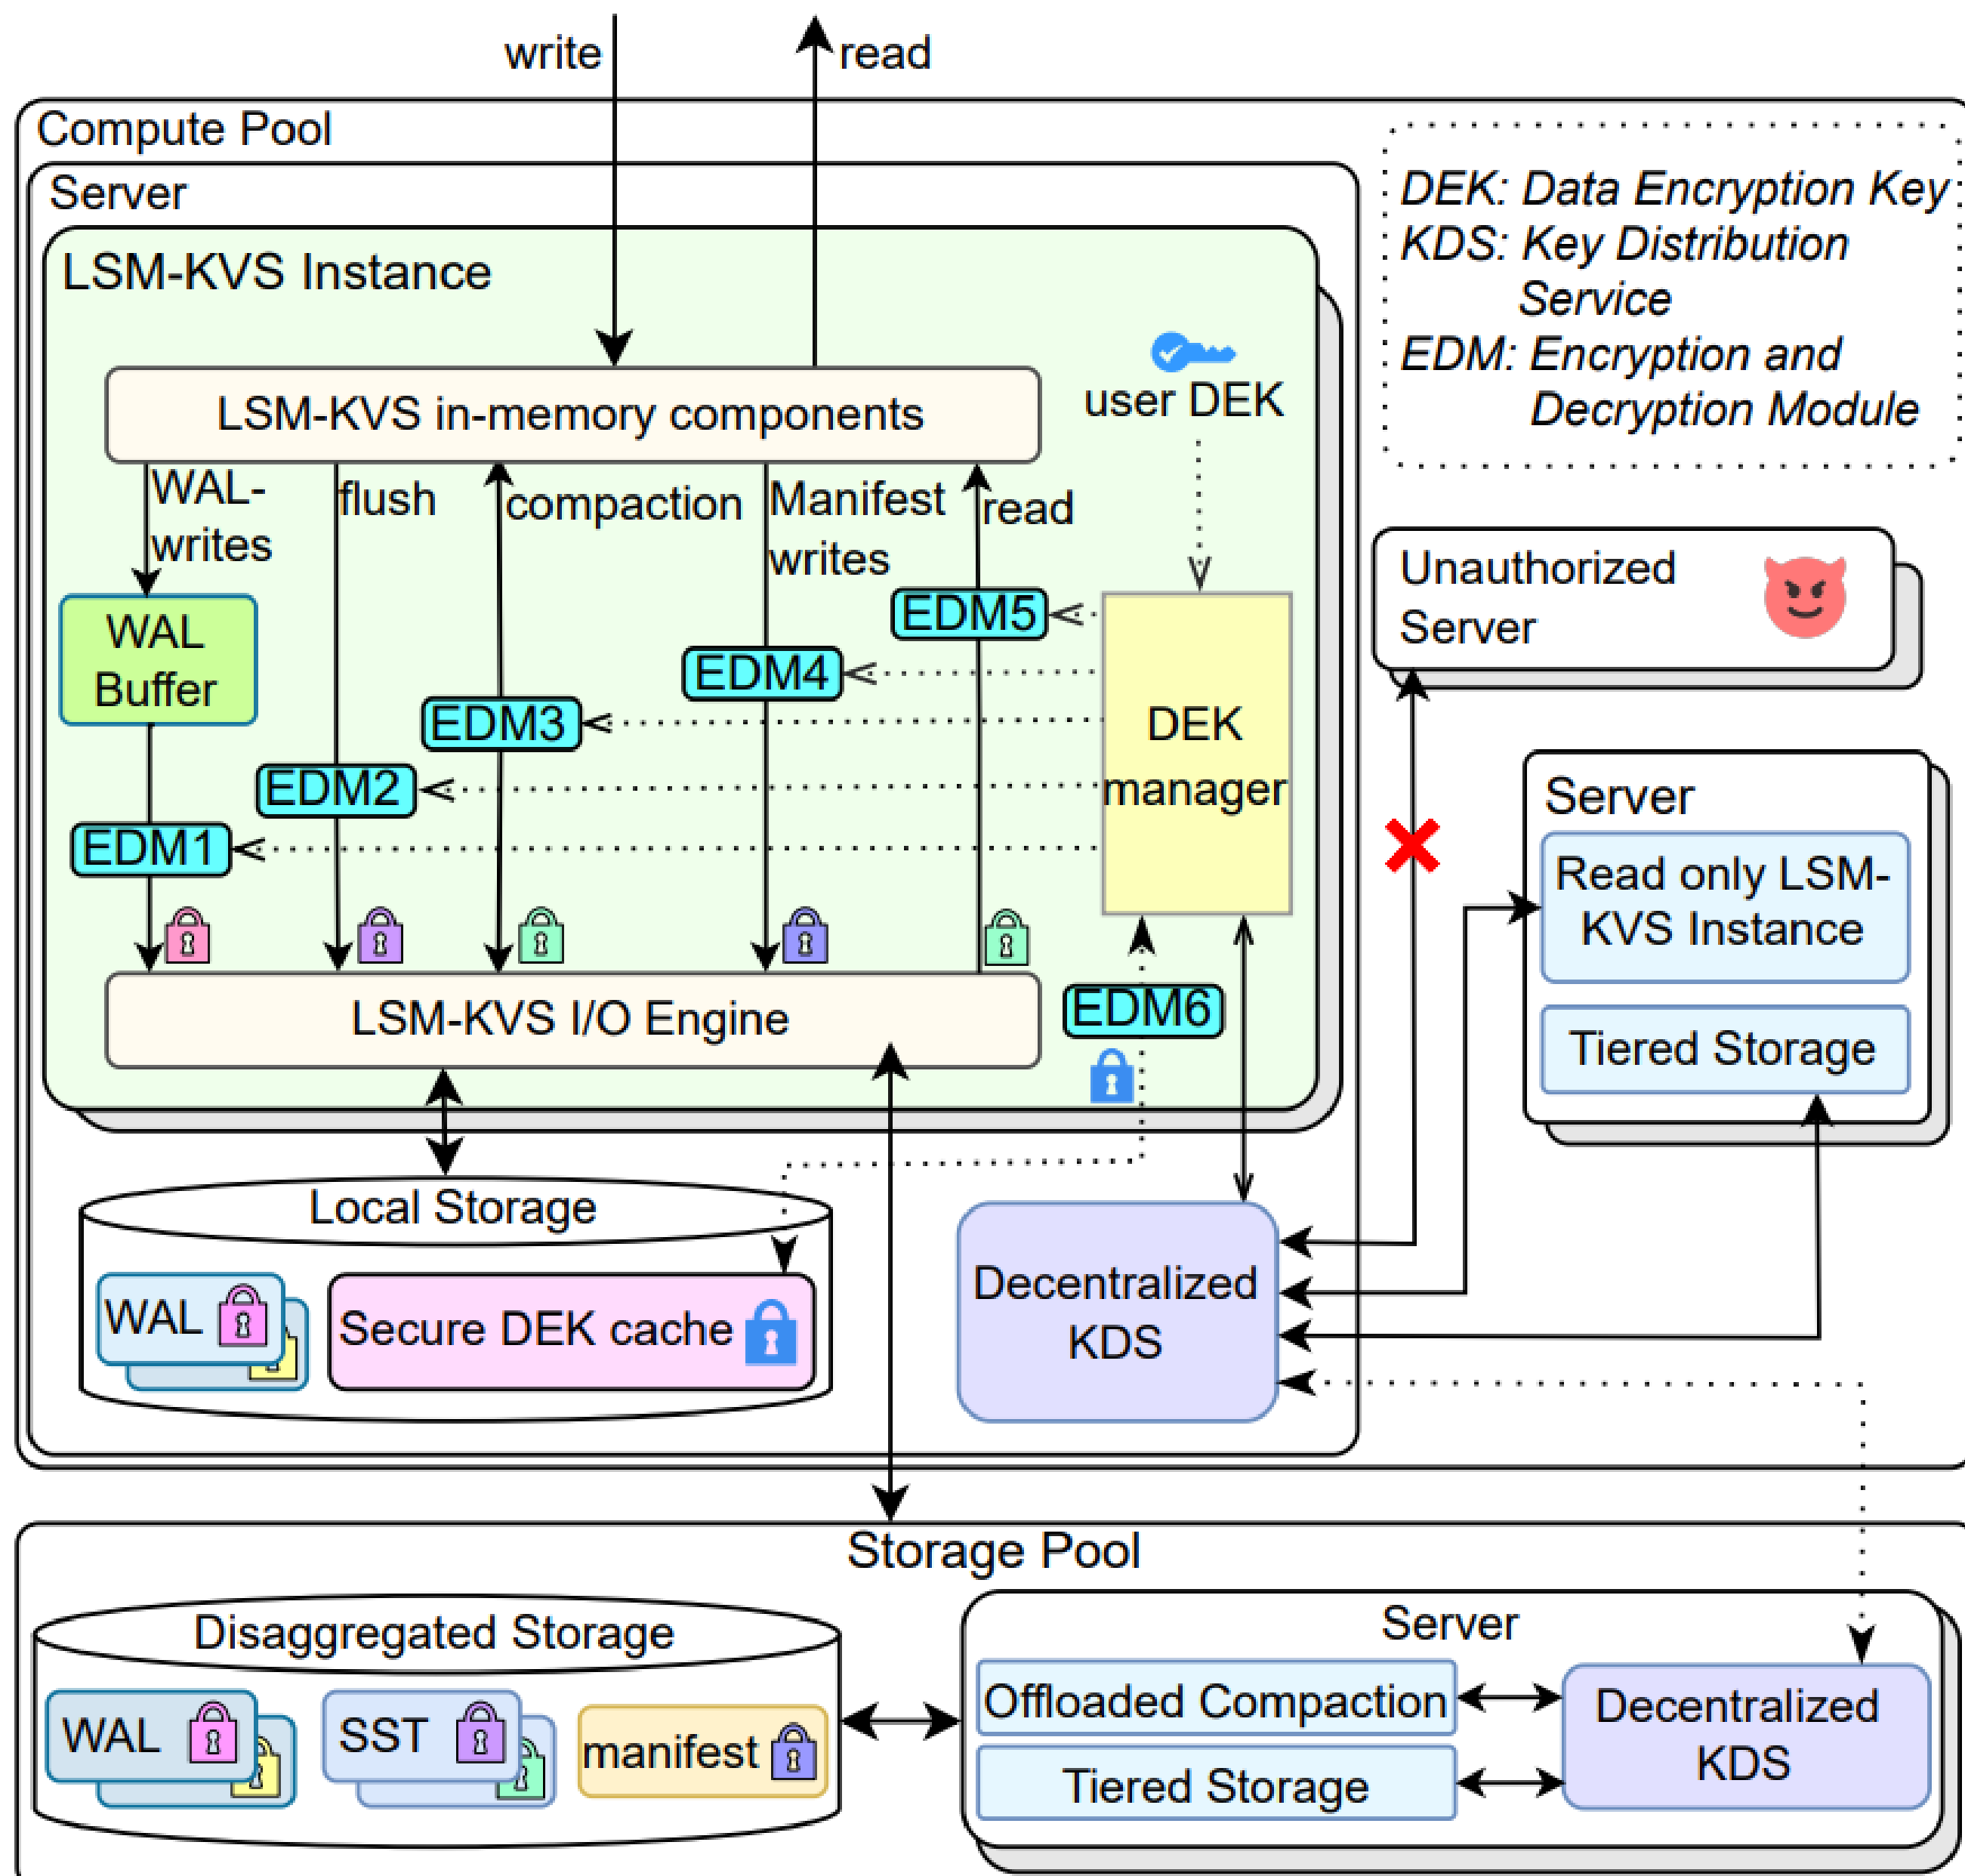 write
read
Compute Pool
Server
LSM-KVS Instance
DEK: Data Encryption Key
KDS: Key Distribution
Service
EDM: Encryption and
Decryption Module
user DEK
LSM-KVS in-memory components
WAL-
writes
flush
compaction
Manifest
writes
read
WAL
Buffer
EDM5
EDM4
EDM3
EDM2
EDM1
DEK
manager
Unauthorized
Server
Server
Read only LSM-
KVS Instance
Tiered Storage
LSM-KVS I/O Engine
EDM6
Local Storage
WAL
Secure DEK cache
Decentralized
KDS
Storage Pool
Disaggregated Storage
WAL
SST
manifest
Server
Offloaded Compaction
Tiered Storage
Decentralized
KDS